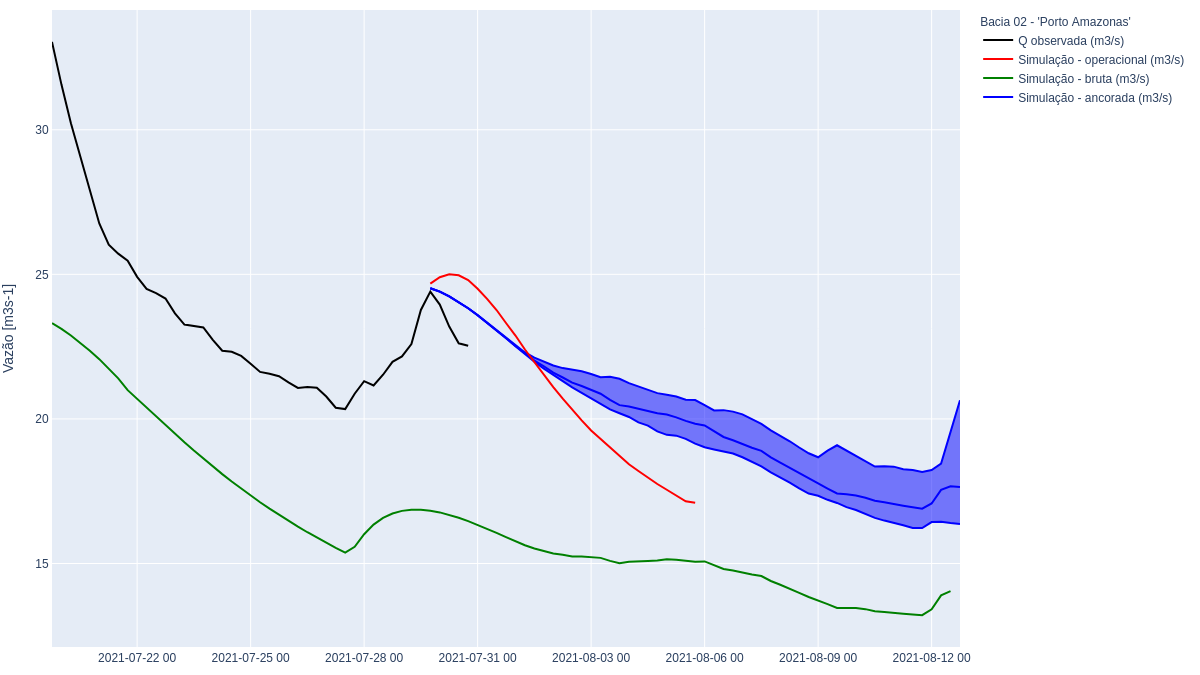 Bacia 02 - 'Porto Amazonas'
Q observada (m3/s)
Simulação - operacional (m3/s)
Simulação - bruta (m3/s)
Simulação - ancorada (m3/s)
Vazão [m3s-1]
30
25
20
15
2021-07-22 00
2021-07-25 00
2021-07-28 00
2021-07-31 00
2021-08-03 00
2021-08-06 00
2021-08-09 00
2021-08-12 00